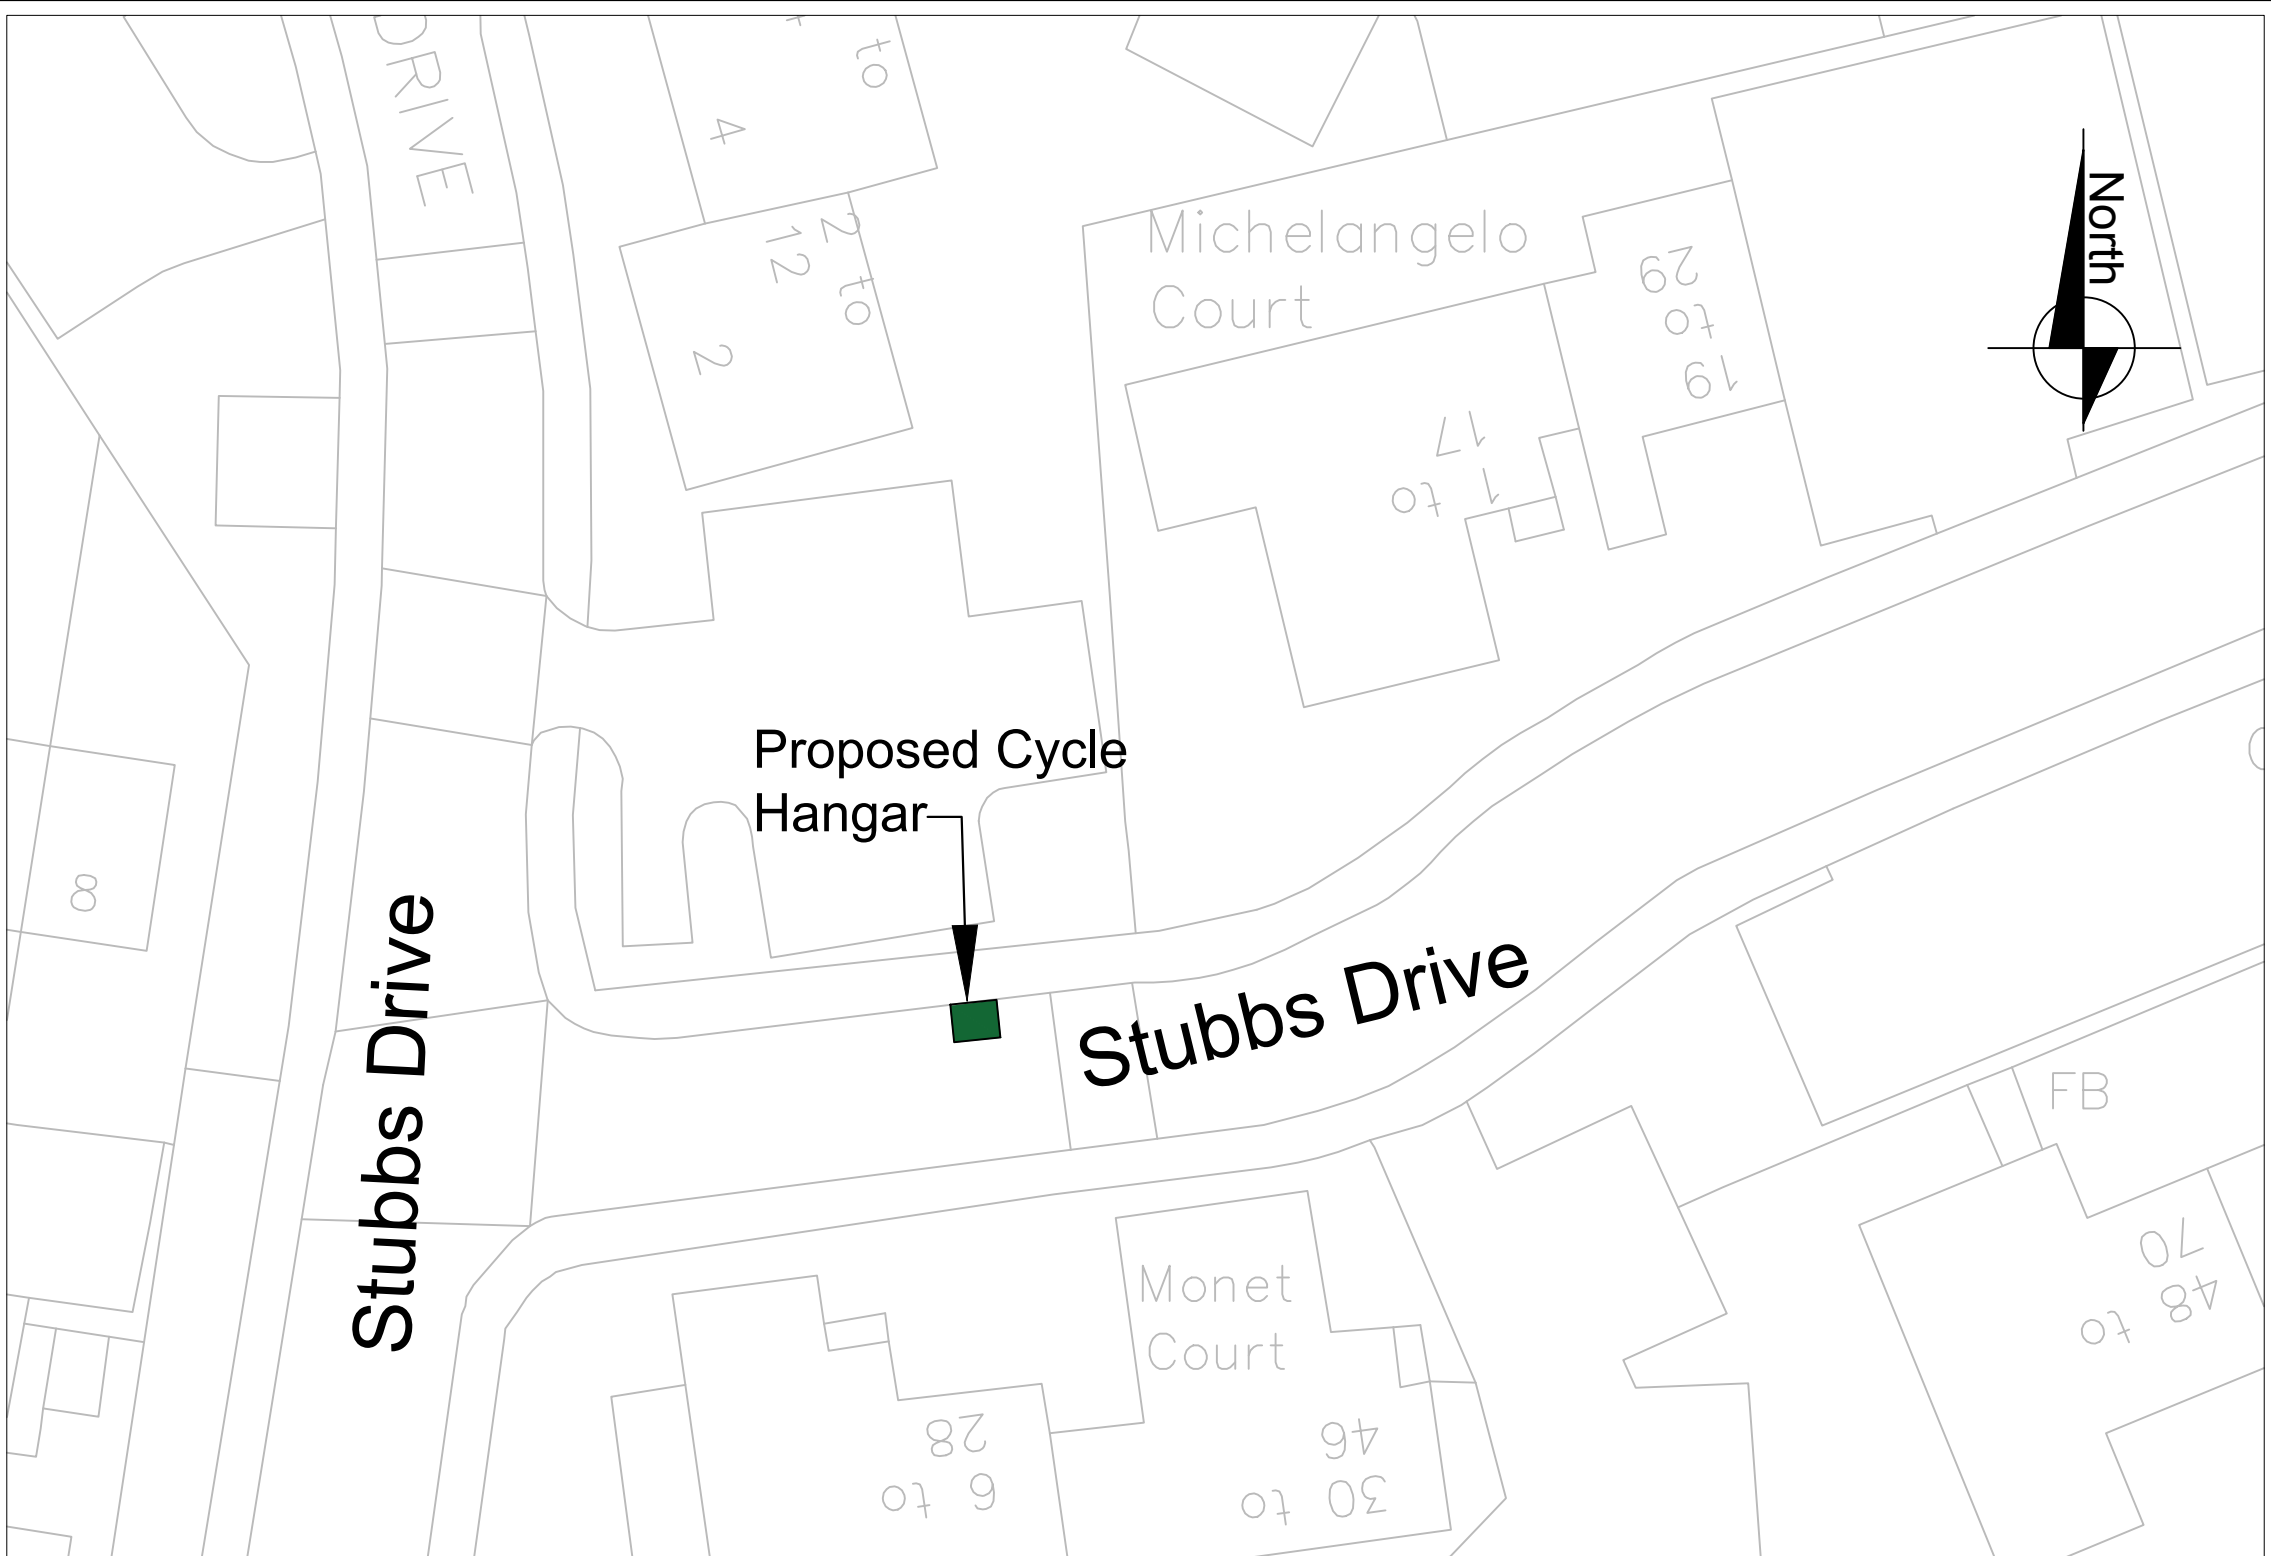 DRIVE
to
4
2 to
12
2
Michelangelo
Court
29
to
19
17
1
to
North
Proposed Cycle
Hangar
8
Stubbs Drive
Stubbs Drive
FB
Monet
Court
70
48
to
28
6 to
46
30 to